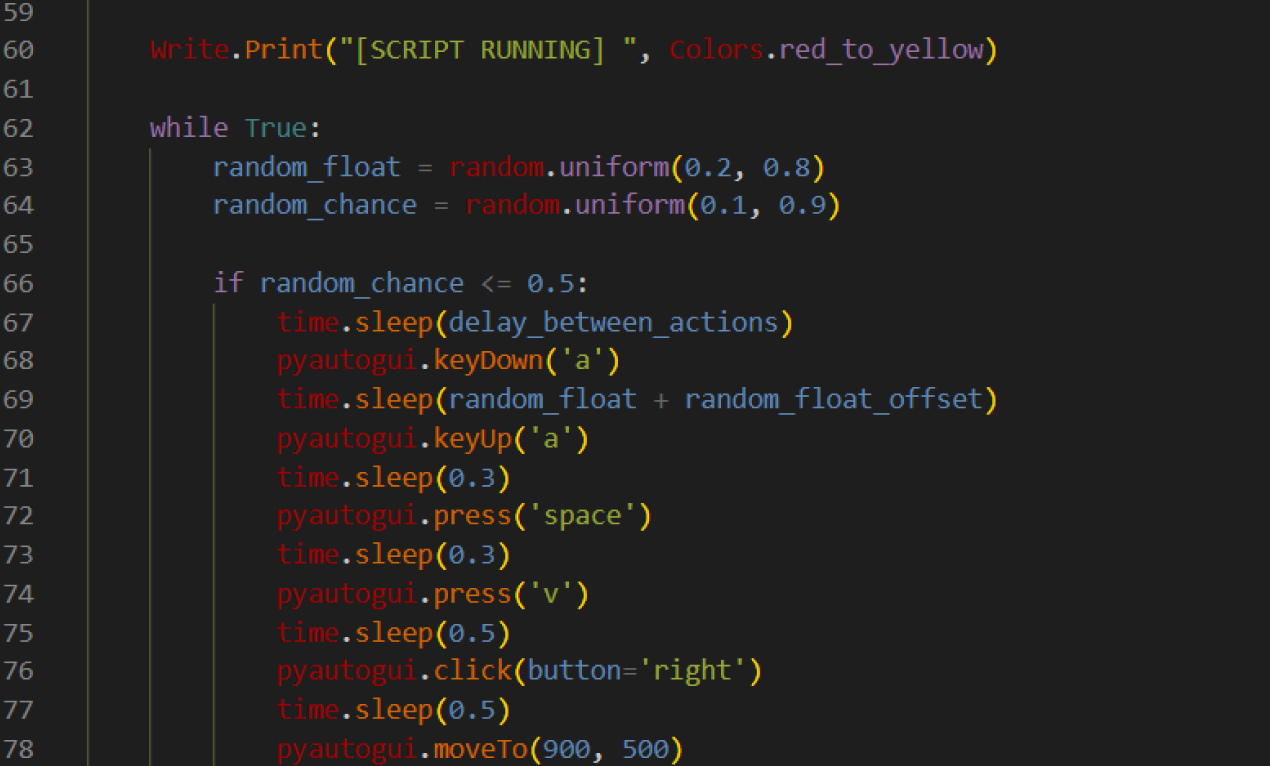 59
60 Write.Print("[SCRIPT RUNNING] ", Colors.red_to_yellow)
61
62 while True:
63 random_float = random.uniform(0.2, 0.8)
64 random_chance = random.uniform(0.1, 0.9)
65
66 if random_chance <= 0.5:
67 time.sleep(delay_between_actions)
68 pyautogui.keyDown('a')
69 time.sleep(random_float + random_float_offset)
70 pyautogui.keyUp('a')
71 time.sleep(0.3)
72 pyautogui.press('space')
73 time.sleep(0.3)
74 pyautogui.press('v')
75 time.sleep(0.5)
76 pyautogui.click(button='right')
77 time.sleep(0.5)
78 pyautogui.moveTo(900, 500)